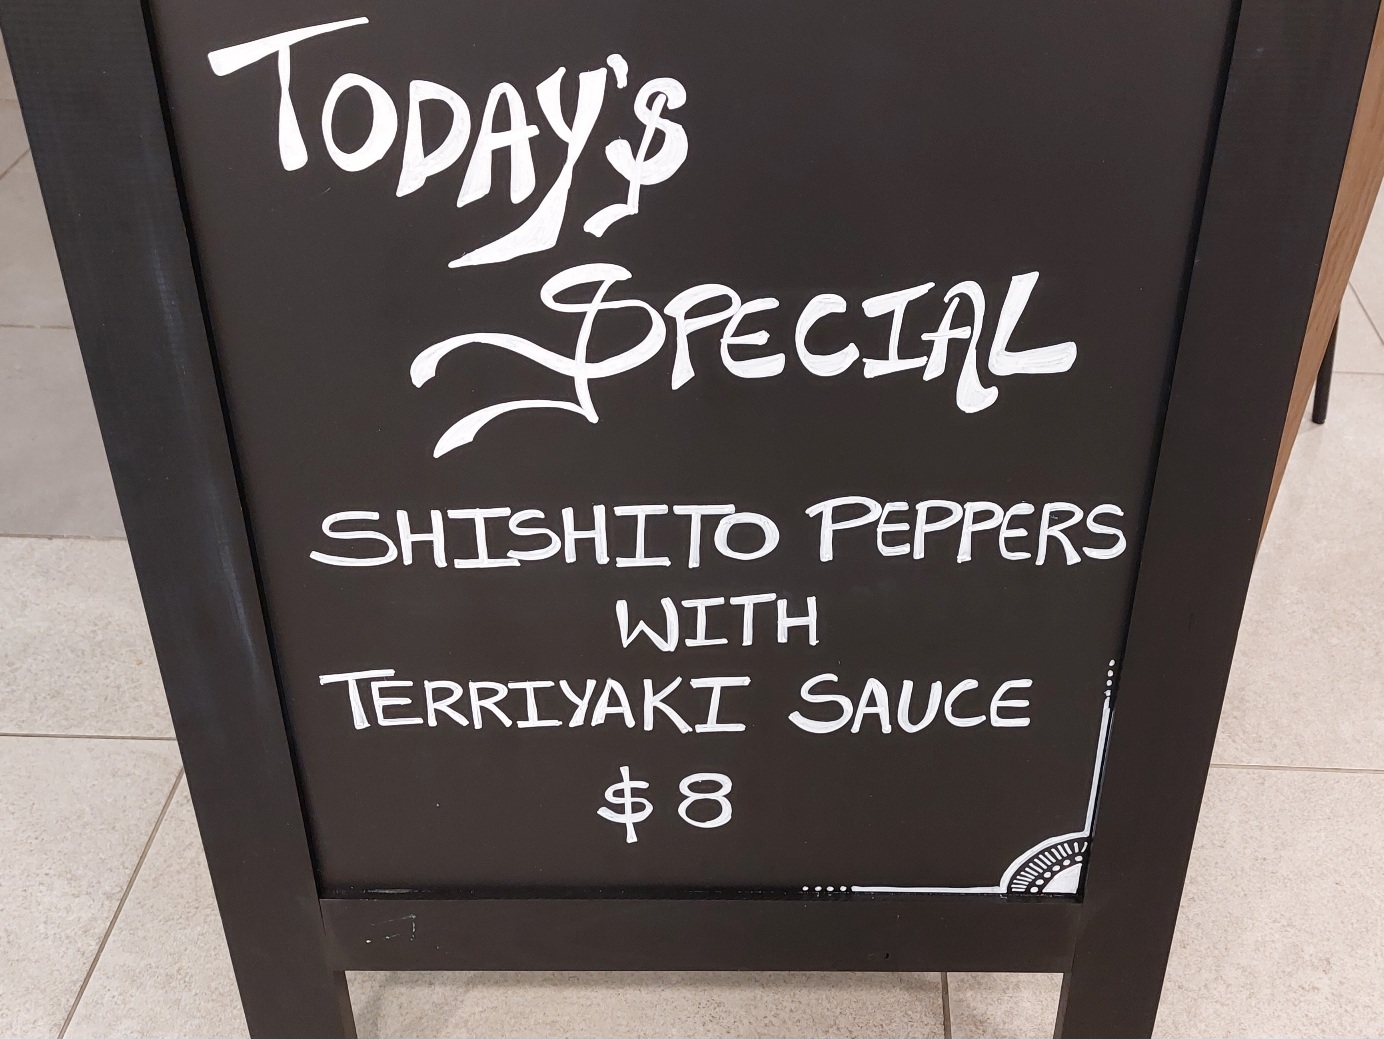 TODAY'S
SPECIAL
SHISHITO PEPPERS
WITH
TERRIYAKI SAUCE
$8